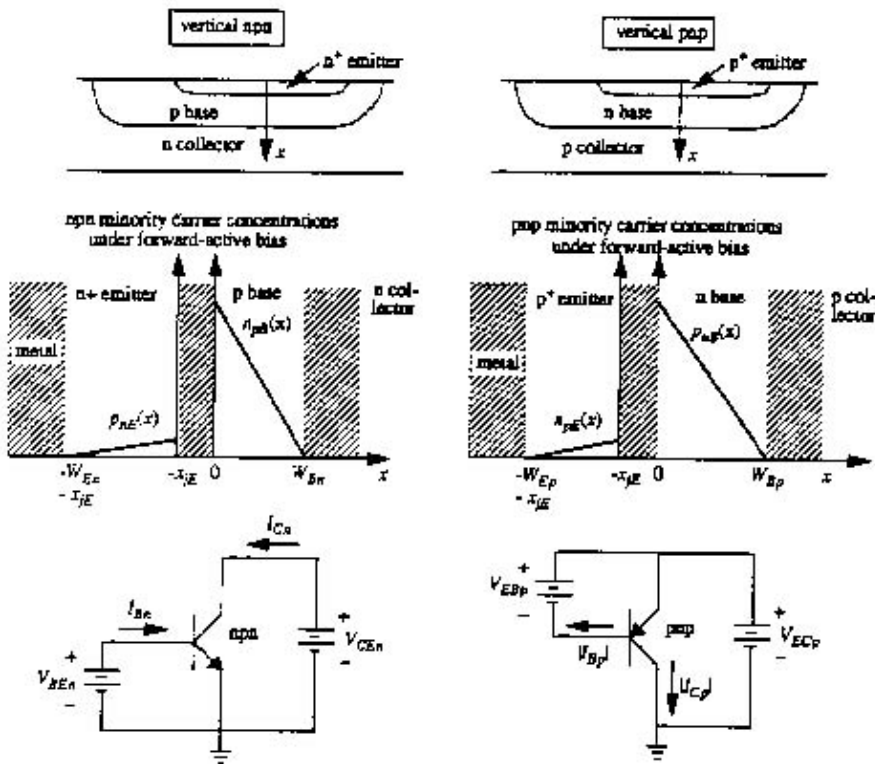 vertical npn
n+ emitter
p base
n collector
x
vertical pnp
p+ emitter
n base
p collector
x
npn minority carrier concentrations
under forward-active bias
n+ emitter
p base
n col-
lector
metal
npB(x)
pnE(x)
-WEn
- xjE
-xjE
0
WBn
x
pnp minority carrier concentrations
under forward-active bias
p+ emitter
n base
p col-
lector
metal
pnB(x)
npE(x)
-WEp
- xjE
-xjE
0
WBp
x
ICn
IBn
npn
+
VCEn
−
+
VBEn
−
+
VEBp
−
|IBp|
pnp
|ICp|
+
VECp
−